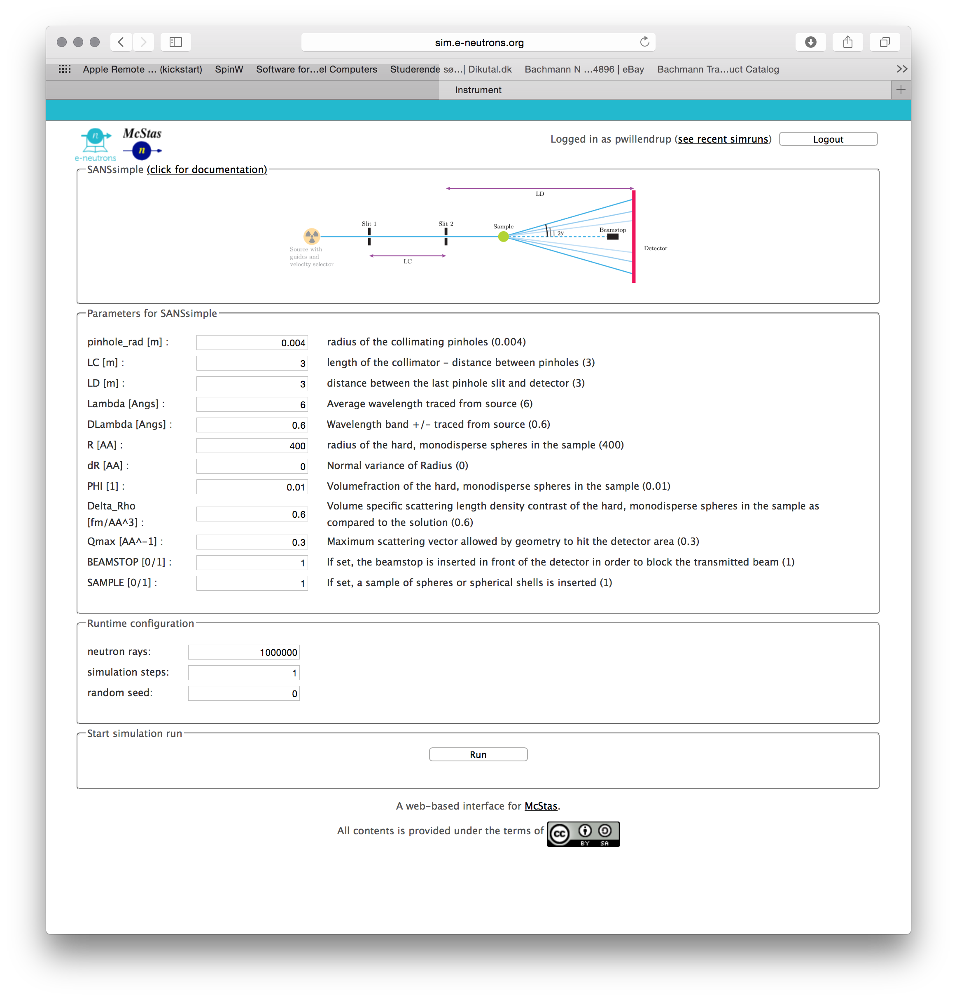 sim.e-neutrons.org
Apple Remote ... (kickstart) SpinW Software for...el Computers Studerende sø...| Dikutal.dk Bachmann N ...4896 | eBay Bachmann Tra...uct Catalog
Instrument
n
e-neutrons
McStas
n
Logged in as pwillendrup (see recent simruns) Logout
SANSsimple (click for documentation)
LD
Slit 1 Slit 2
Sample
Beamstop
2θ
Source with
guides and
velocity selector
LC
Detector
Parameters for SANSsimple
pinhole_rad [m] : 0.004 radius of the collimating pinholes (0.004)
LC [m] : 3 length of the collimator – distance between pinholes (3)
LD [m] : 3 distance between the last pinhole slit and detector (3)
Lambda [Angs] : 6 Average wavelength traced from source (6)
DLambda [Angs] : 0.6 Wavelength band +/- traced from source (0.6)
R [AA] : 400 radius of the hard, monodisperse spheres in the sample (400)
dR [AA] : 0 Normal variance of Radius (0)
PHI [1] : 0.01 Volumefraction of the hard, monodisperse spheres in the sample (0.01)
Delta_Rho
[fm/AA^3] : 0.6 Volume specific scattering length density contrast of the hard, monodisperse spheres in the sample as
compared to the solution (0.6)
Qmax [AA^-1] : 0.3 Maximum scattering vector allowed by geometry to hit the detector area (0.3)
BEAMSTOP [0/1] : 1 If set, the beamstop is inserted in front of the detector in order to block the transmitted beam (1)
SAMPLE [0/1] : 1 If set, a sample of spheres or spherical shells is inserted (1)
Runtime configuration
neutron rays: 1000000
simulation steps: 1
random seed: 0
Start simulation run
Run
A web-based interface for McStas.
All contents is provided under the terms of
cc BY SA